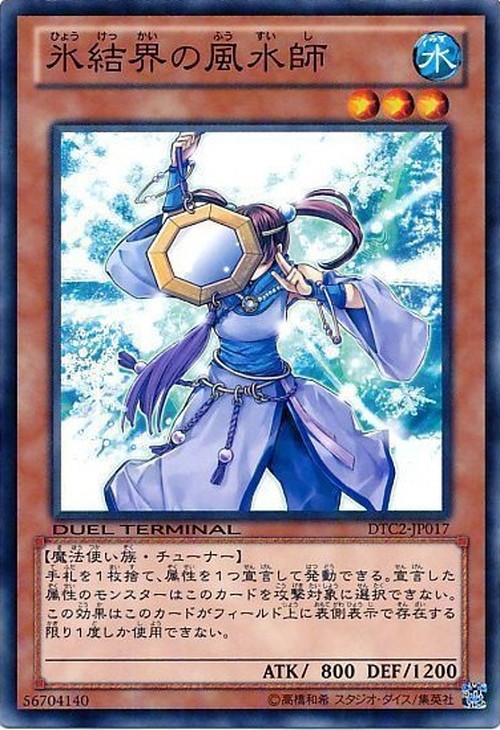 ひょう けっ かい ふう すい し
氷結界の風水師
みず
水
DUEL TERMINAL DTC2-JP017
【魔法使い族・チューナー】
手札を1枚捨て、属性を1つ宣言して発動できる。宣言した
属性のモンスターはこのカードを攻撃対象に選択できない。
この効果はこのカードがフィールド上に表側表示で存在する
限り1度しか使用できない。
ATK/ 800 DEF/1200
56704140 ©高橋和希 スタジオ・ダイス/集英社